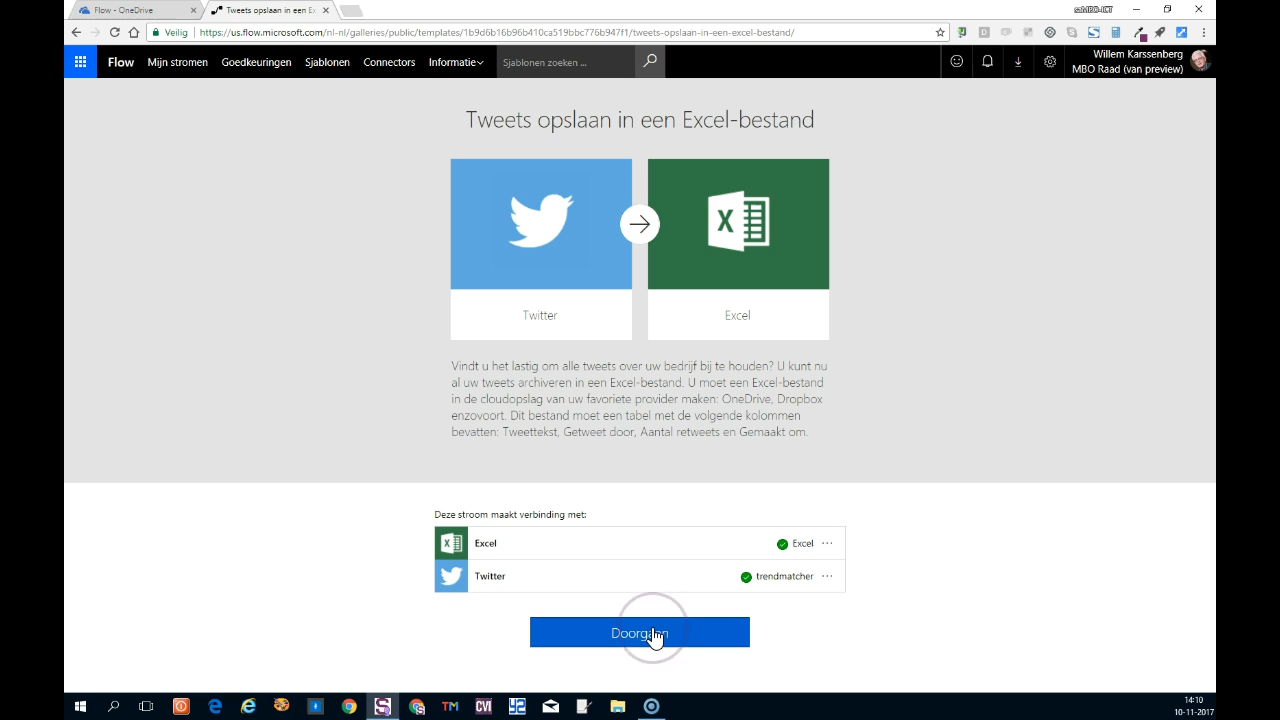 Flow - OneDrive
Tweets opslaan in een Ex
saMBO-ICT
Veilig
https://us.flow.microsoft.com/nl-nl/galleries/public/templates/1b9d6b16b96b410ca519bbc776b947f1/tweets-opslaan-in-een-excel-bestand/
Flow
Mijn stromen
Goedkeuringen
Sjablonen
Connectors
Informatie
Sjablonen zoeken ...
Willem Karssenberg
MBO Raad (van preview)
Tweets opslaan in een Excel-bestand
Twitter
Excel
Vindt u het lastig om alle tweets over uw bedrijf bij te houden? U kunt nu
al uw tweets archiveren in een Excel-bestand. U moet een Excel-bestand
in de cloudopslag van uw favoriete provider maken: OneDrive, Dropbox
enzovoort. Dit bestand moet een tabel met de volgende kolommen
bevatten: Tweettekst, Getweet door, Aantal retweets en Gemaakt om.
Deze stroom maakt verbinding met:
Excel
Excel
Twitter
trendmatcher
Doorgaan
TM
CVI
14:10
10-11-2017